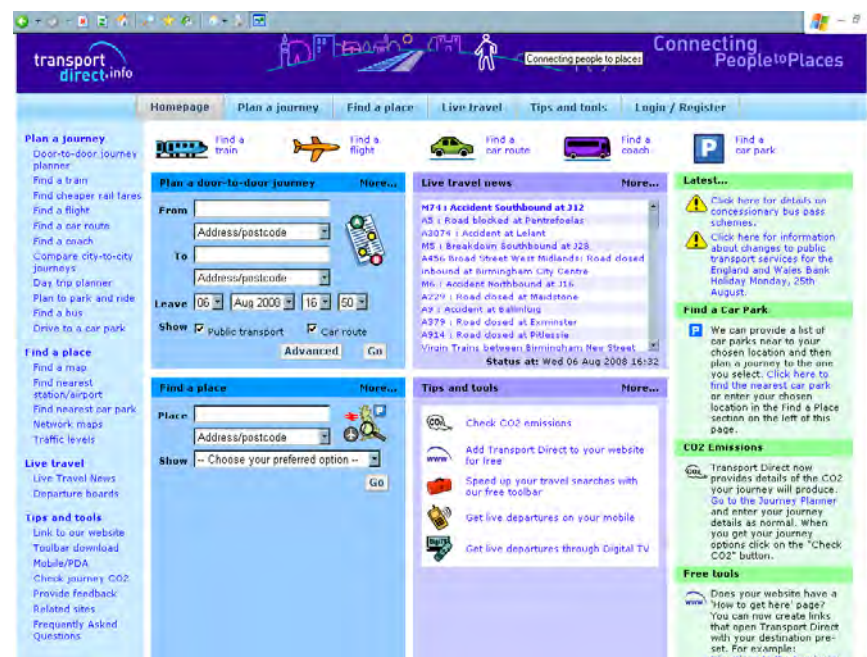 transport
direct.info
Connecting people to places
Connecting
PeopletoPlaces
Homepage Plan a journey Find a place Live travel Tips and tools Login / Register
Plan a journey
Door-to-door journey
planner
Find a train
Find cheaper rail fares
Find a flight
Find a car route
Find a coach
Compare city-to-city
journeys
Day trip planner
Plan to park and ride
Find a bus
Drive to a car park
Find a place
Find a map
Find nearest
station/airport
Find nearest car park
Network maps
Traffic levels
Live travel
Live Travel News
Departure boards
Tips and tools
Link to our website
Toolbar download
Mobile/PDA
Check journey CO2
Provide feedback
Related sites
Frequently Asked
Questions
Find a
train
Find a
flight
Find a
car route
Find a
coach
P
Find a
car park
Plan a door-to-door journey More...
From
Address/postcode
To
Address/postcode
Leave 06 Aug 2008 16 50
Show Public transport Car route
Advanced Go
Live travel news More...
M74 : Accident Southbound at J12
A5 : Road blocked at Pentrefoelas
A3074 : Accident at Lelant
M5 : Breakdown Southbound at J28
A456 Broad Street West Midlands: Road closed
inbound at Birmingham City Centre
M6 : Accident Northbound at J16
A229 : Road closed at Maidstone
A9 : Accident at Ballinluig
A379 : Road closed at Exminster
A914 : Road closed at Pitlessie
Virgin Trains between Birmingham New Street
Status at: Wed 06 Aug 2008 16:32
Find a place More...
Place
Address/postcode
Show -- Choose your preferred option --
Go
Tips and tools More...
CO2
Check CO2 emissions
www
Add Transport Direct to your website
for free
Speed up your travel searches with
our free toolbar
Get live departures on your mobile
Get live departures through Digital TV
Latest...
Click here for details on
concessionary bus pass
schemes.
Click here for information
about changes to public
transport services for the
England and Wales Bank
Holiday Monday, 25th
August.
Find a Car Park
P
We can provide a list of
car parks near to your
chosen location and then
plan a journey to the one
you select. Click here to
find the nearest car park
or enter your chosen
location in the Find a Place
section on the left of this
page.
CO2 Emissions
CO2
Transport Direct now
provides details of the CO2
your journey will produce.
Go to the Journey Planner
and enter your journey
details as normal. When
you get your journey
options click on the "Check
CO2" button.
Free tools
www
Does your website have a
'How to get here' page?
You can now create links
that open Transport Direct
with your destination pre-
set. For example: